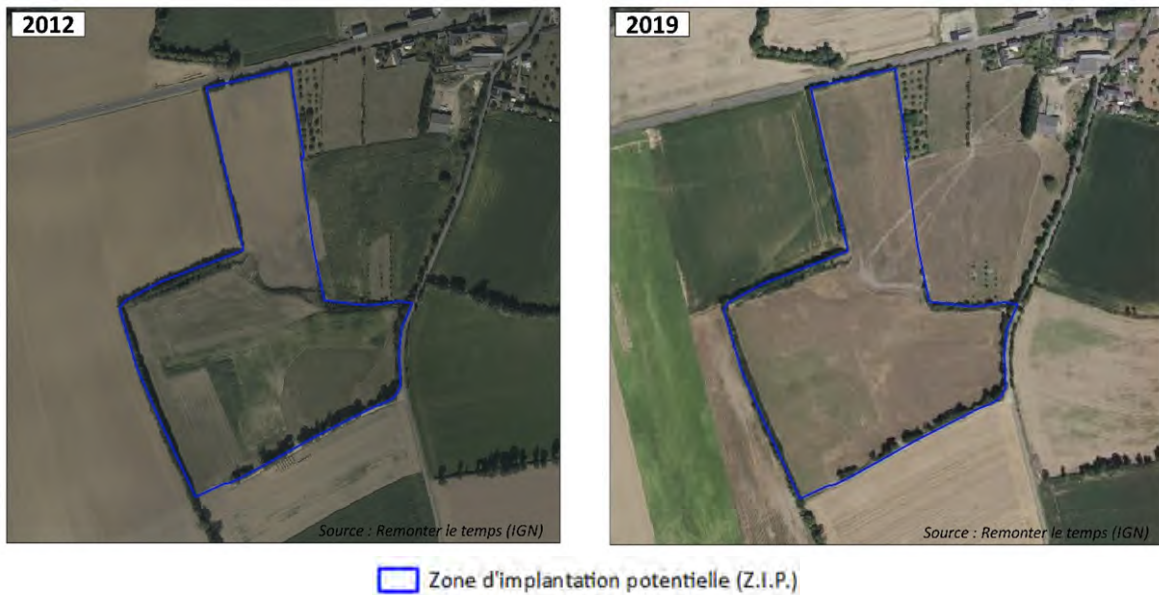 2012
2019
Source : Remonter le temps (IGN)
Source : Remonter le temps (IGN)
Zone d'implantation potentielle (Z.I.P.)